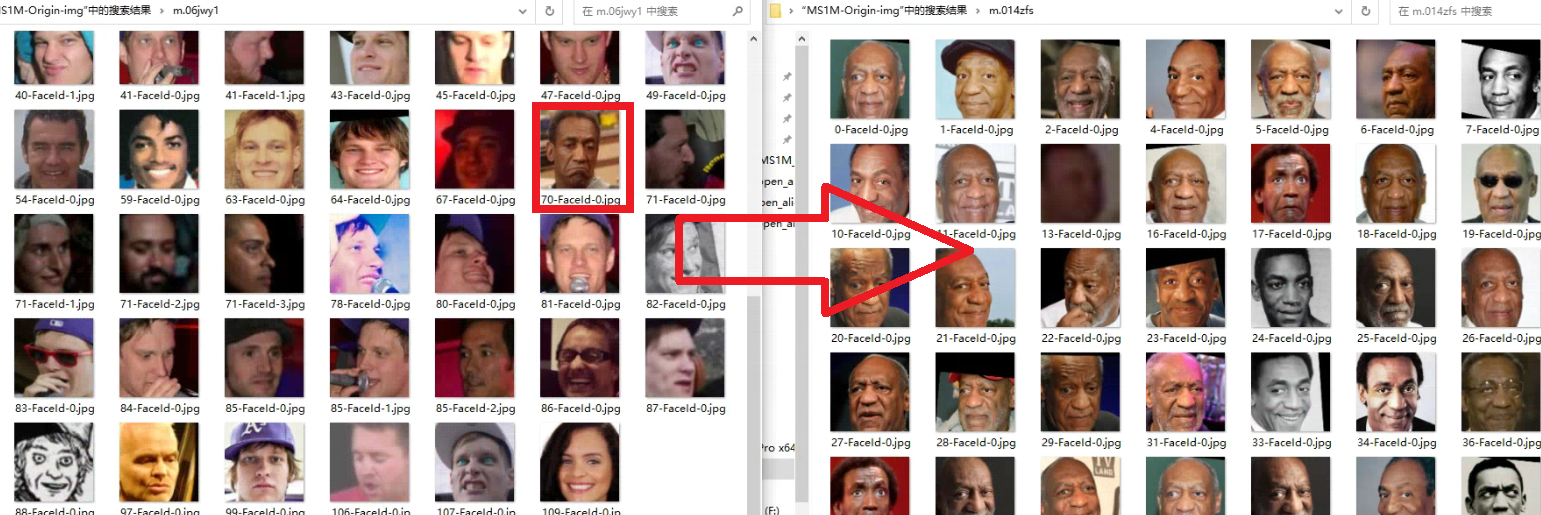 MS1M-Origin-img"中的搜索结果 › m.06jwy1
在 m.06jwy1 中搜索
40-FaceId-1.jpg 41-FaceId-0.jpg 41-FaceId-1.jpg 43-FaceId-0.jpg 45-FaceId-0.jpg 47-FaceId-0.jpg 49-FaceId-0.jpg
54-FaceId-0.jpg 59-FaceId-0.jpg 63-FaceId-0.jpg 64-FaceId-0.jpg 67-FaceId-0.jpg 70-FaceId-0.jpg 71-FaceId-0.jpg
71-FaceId-1.jpg 71-FaceId-2.jpg 71-FaceId-3.jpg 78-FaceId-0.jpg 80-FaceId-0.jpg 81-FaceId-0.jpg 82-FaceId-0.jpg
83-FaceId-0.jpg 84-FaceId-0.jpg 85-FaceId-0.jpg 85-FaceId-1.jpg 85-FaceId-2.jpg 86-FaceId-0.jpg 87-FaceId-0.jpg
88-FaceId-0.jpg 97-FaceId-0.jpg 99-FaceId-0.jpg 106-FaceId-0.jp 107-FaceId-0.jp 109-FaceId-0.jp
› "MS1M-Origin-img"中的搜索结果 › m.014zfs
在 m.014zfs 中搜索
MS1M_
open_a
open_ali
open_al
Pro x64
(F:)
0-FaceId-0.jpg 1-FaceId-0.jpg 2-FaceId-0.jpg 4-FaceId-0.jpg 5-FaceId-0.jpg 6-FaceId-0.jpg 7-FaceId-0.jpg
10-FaceId-0.jpg 11-FaceId-0.jpg 13-FaceId-0.jpg 16-FaceId-0.jpg 17-FaceId-0.jpg 18-FaceId-0.jpg 19-FaceId-0.jpg
20-FaceId-0.jpg 21-FaceId-0.jpg 22-FaceId-0.jpg 23-FaceId-0.jpg 24-FaceId-0.jpg 25-FaceId-0.jpg 26-FaceId-0.jpg
27-FaceId-0.jpg 28-FaceId-0.jpg 29-FaceId-0.jpg 31-FaceId-0.jpg 33-FaceId-0.jpg 34-FaceId-0.jpg 36-FaceId-0.jpg
TV
LAND